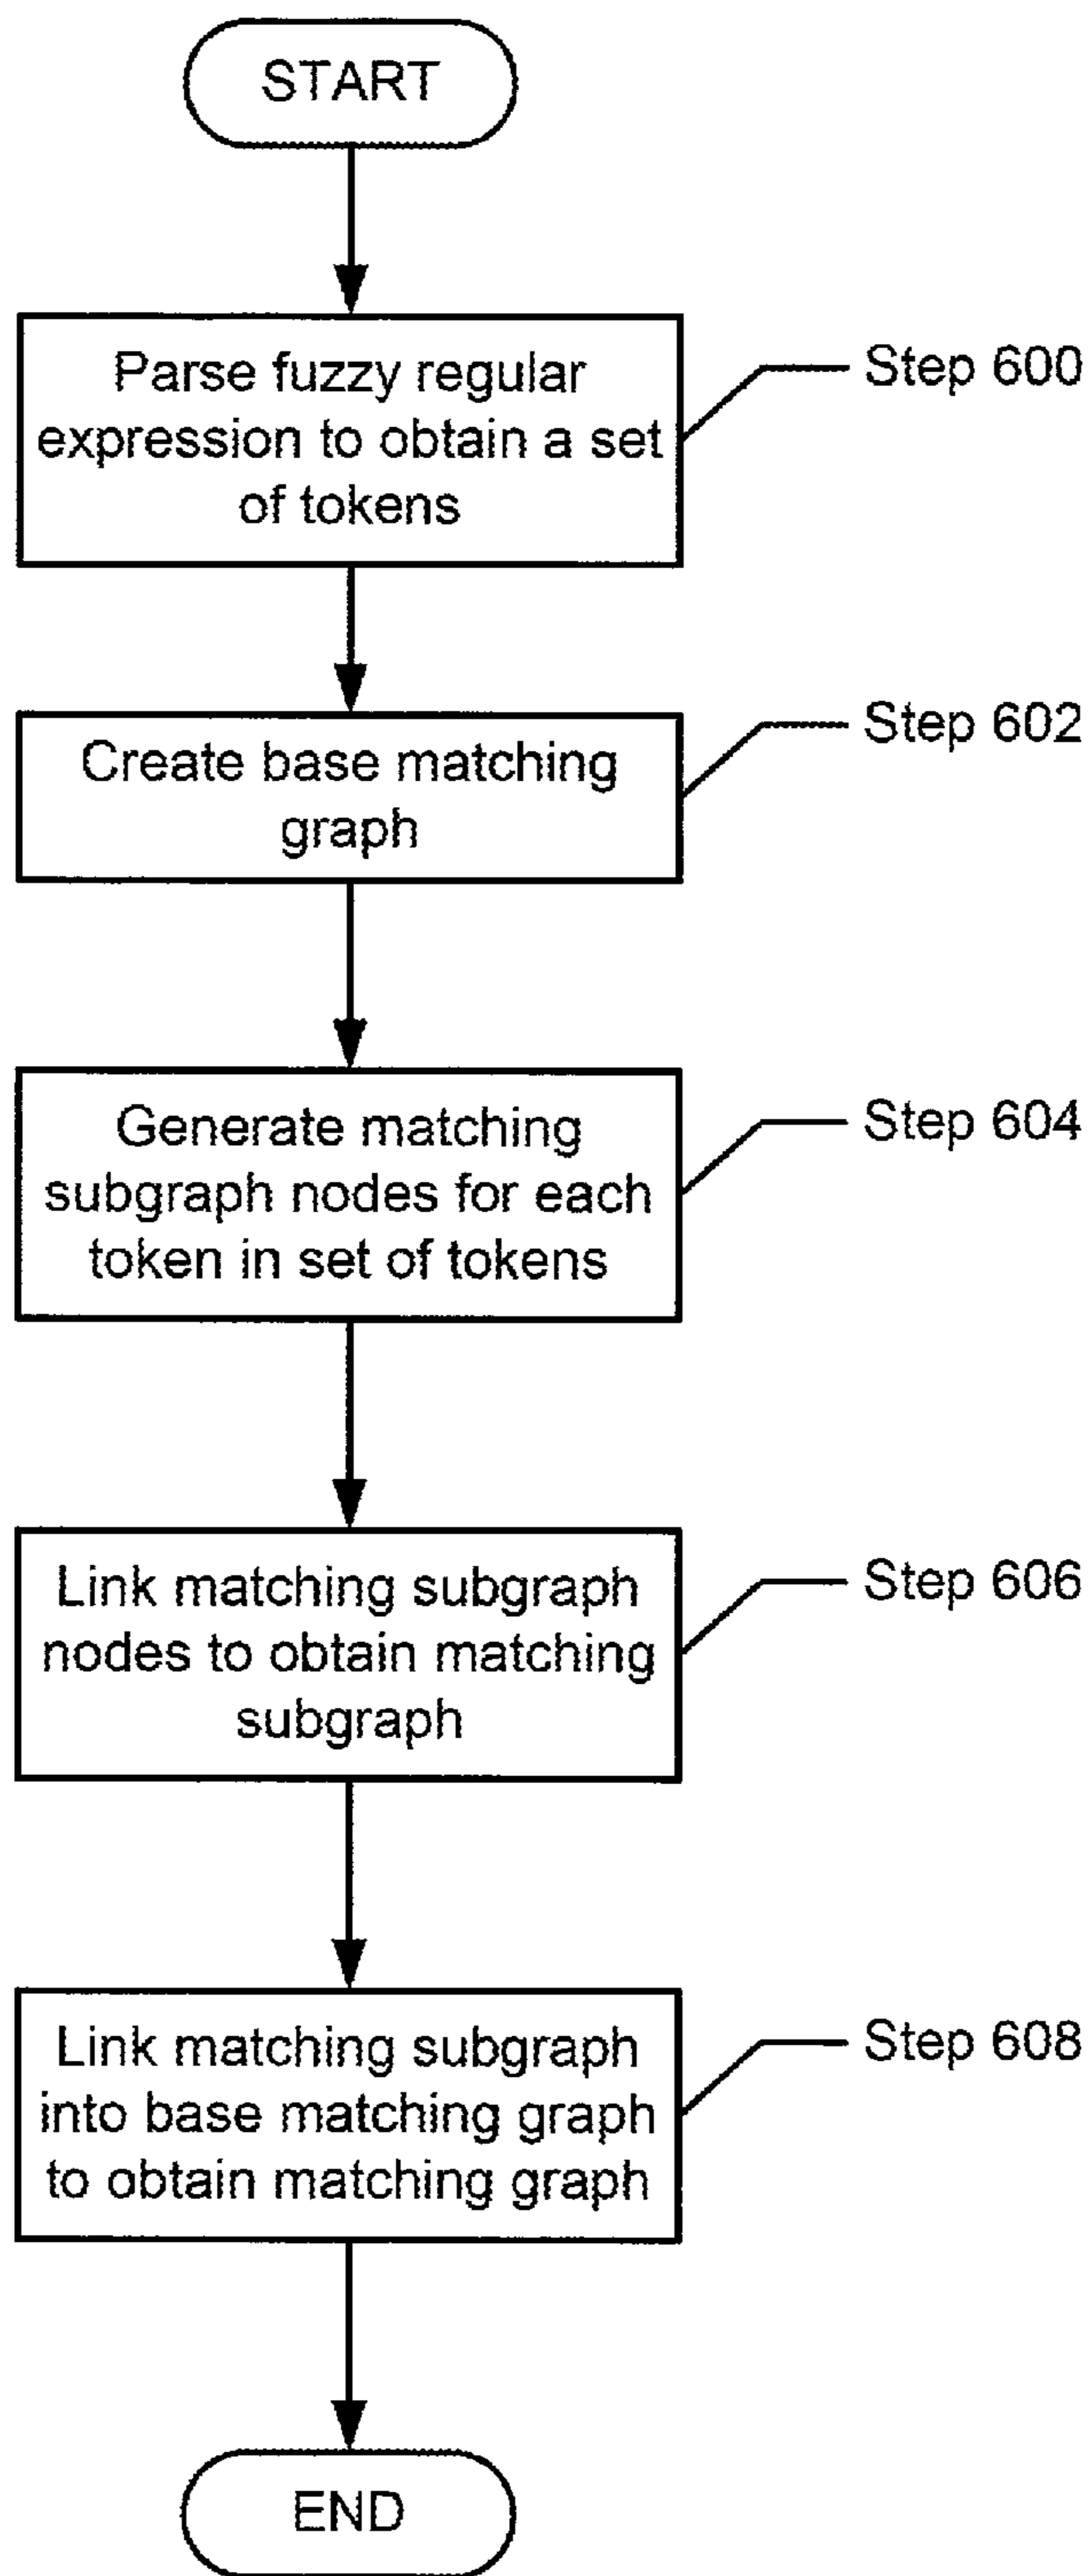 START
Parse fuzzy regular
expression to obtain a set
of tokens
Step 600
Create base matching
graph
Step 602
Generate matching
subgraph nodes for each
token in set of tokens
Step 604
Link matching subgraph
nodes to obtain matching
subgraph
Step 606
Link matching subgraph
into base matching graph
to obtain matching graph
Step 608
END